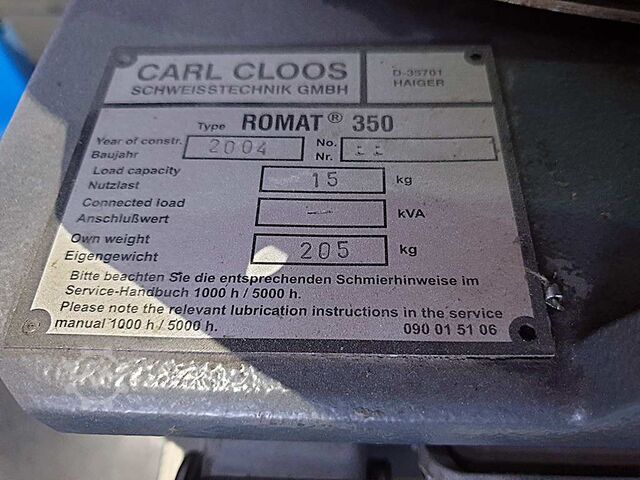 CARL CLOOS
SCHWEISSTECHNIK GMBH
D-35701
HAIGER
Type ROMAT® 350
Year of constr.
Baujahr
2004
No.
Nr.
Load capacity
Nutzlast
15 kg
Connected load
Anschlußwert
— kVA
Own weight
Eigengewicht
205 kg
Bitte beachten Sie die entsprechenden Schmierhinweise im
Service-Handbuch 1000 h / 5000 h.
Please note the relevant lubrication instructions in the service
manual 1000 h / 5000 h.
090 01 51 06